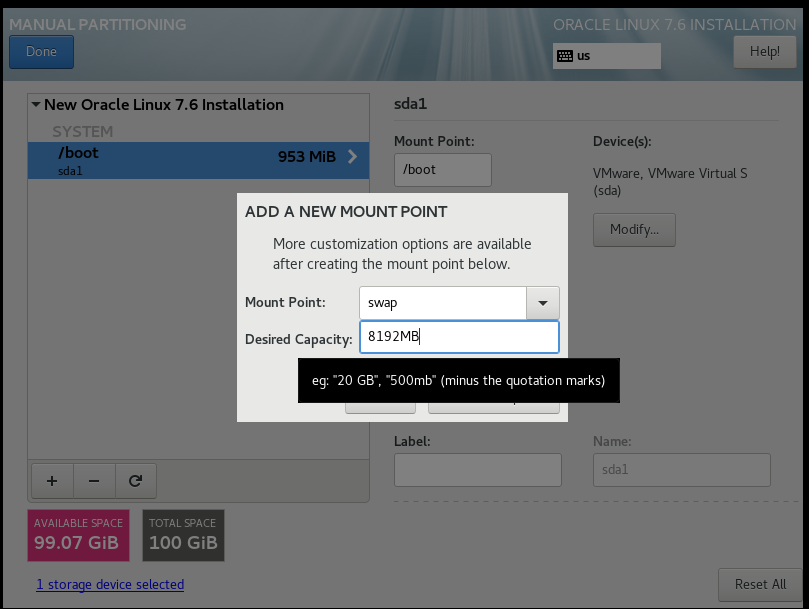 MANUAL PARTITIONING
ORACLE LINUX 7.6 INSTALLATION
Done
us
Help!
New Oracle Linux 7.6 Installation
SYSTEM
/boot
953 MiB
sda1
sda1
Mount Point:
/boot
Device(s):
VMware, VMware Virtual S
(sda)
Modify...
ADD A NEW MOUNT POINT
More customization options are available
after creating the mount point below.
Mount Point:
swap
Desired Capacity:
8192MB
eg: "20 GB", "500mb" (minus the quotation marks)
Label:
Name:
sda1
AVAILABLE SPACE
99.07 GiB
TOTAL SPACE
100 GiB
1 storage device selected
Reset All